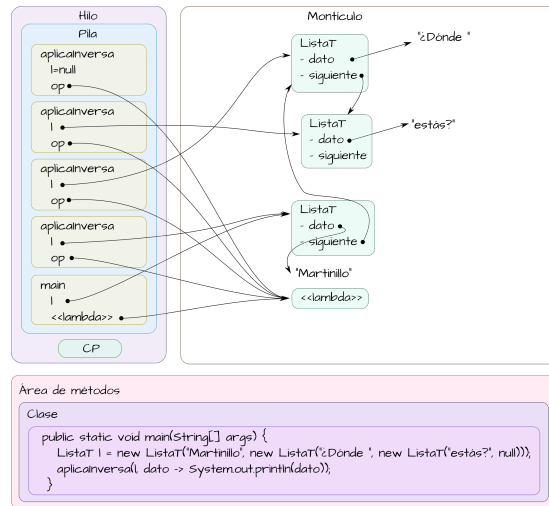 Hilo
Pila
aplicaInversa
l=null
op
aplicaInversa
l
op
aplicaInversa
l
op
aplicaInversa
l
op
main
l
<<lambda>>
CP
Montículo
ListaT
- dato
- siguiente
"¿Dónde "
ListaT
- dato
- siguiente
"estás?"
ListaT
- dato
- siguiente
"Martinillo"
<<lambda>>
Área de métodos
Clase
public static void main(String[] args) {
ListaT l = new ListaT("Martinillo", new ListaT("¿Dónde ", new ListaT("estás?", null)));
aplicaInversa(l, dato -> System.out.println(dato));
}